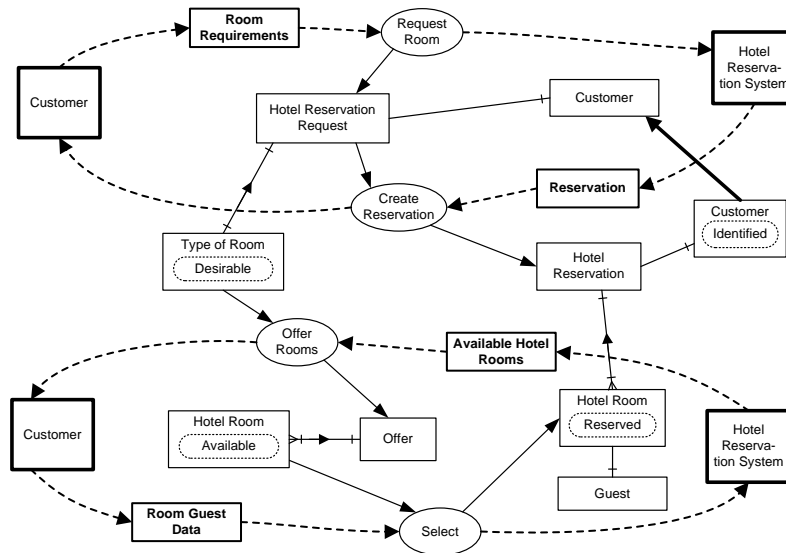 Room
Requirements
Request
Room
Hotel
Reserva-
tion System
Customer
Hotel Reservation
Request
Customer
Reservation
Create
Reservation
Customer
Identified
Type of Room
Desirable
Hotel
Reservation
Offer
Rooms
Available Hotel
Rooms
Customer
Hotel Room
Available
Offer
Hotel Room
Reserved
Hotel
Reserva-
tion System
Guest
Room Guest
Data
Select